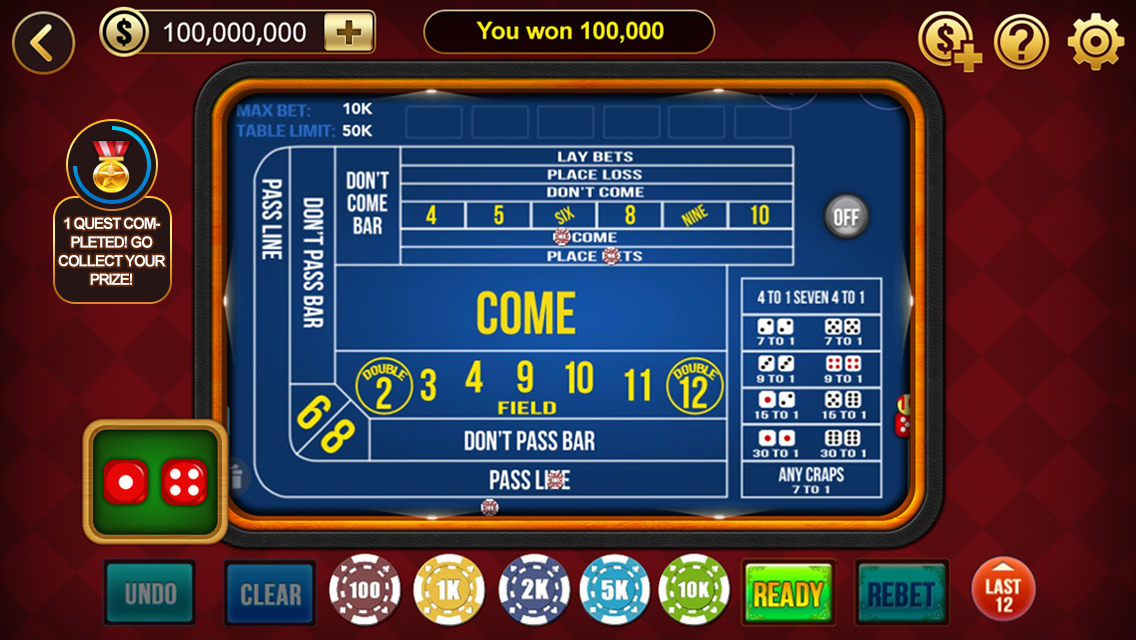 100,000,000
You won 100,000
MAX BET: 10K
TABLE LIMIT: 50K
1 QUEST COM-
PLETED! GO
COLLECT YOUR
PRIZE!
PASS LINE
DON'T PASS BAR
DON'T
COME
BAR
LAY BETS
PLACE LOSS
DON'T COME
4 5 SIX 8 NINE 10
COME
PLACE BETS
OFF
COME
DOUBLE
2
3 4 9 10 11
DOUBLE
12
FIELD
6 8
DON'T PASS BAR
PASS LINE
4 TO 1 SEVEN 4 TO 1
7 TO 1 7 TO 1
9 TO 1 9 TO 1
15 TO 1 15 TO 1
30 TO 1 30 TO 1
ANY CRAPS
7 TO 1
UNDO
CLEAR
100
1K
2K
5K
10K
READY
REBET
LAST
12